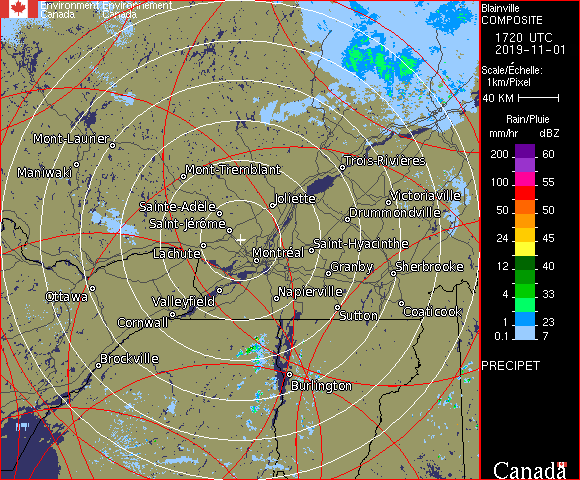 Environment Environnement
Canada Canada
Blainville
COMPOSITE
1720 UTC
2019-11-01
Scale/Échelle:
1km/Pixel
40 KM
Rain/Pluie
mm/hr dBZ
200 60
100 55
50 50
24 45
12 40
4 33
1 23
0.1 7
PRECIPET
Canada
Mont-Laurier
Maniwaki
Mont-Tremblant
Trois-Rivières
Joliette
Victoriaville
Sainte-Adèle
Drummondville
Saint-Jérôme
Lachute
Montréal
Saint-Hyacinthe
Granby
Sherbrooke
Ottawa
Valleyfield
Napierville
Cornwall
Sutton
Coaticook
Brockville
Burlington